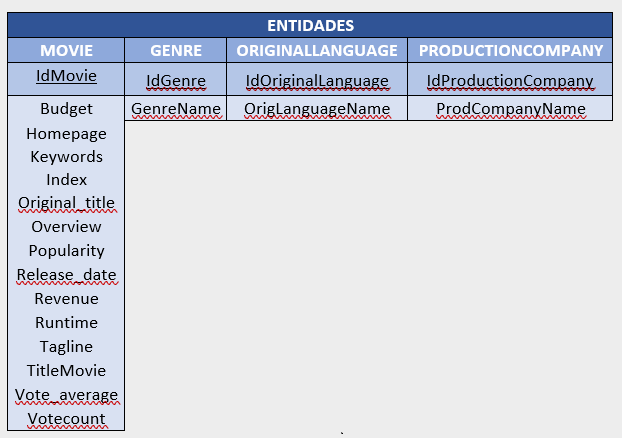 ENTIDADES
MOVIE GENRE ORIGINALLANGUAGE PRODUCTIONCOMPANY
IdMovie IdGenre IdOriginalLanguage IdProductionCompany
Budget GenreName OrigLanguageName ProdCompanyName
Homepage
Keywords
Index
Original_title
Overview
Popularity
Release_date
Revenue
Runtime
Tagline
TitleMovie
Vote_average
Votecount